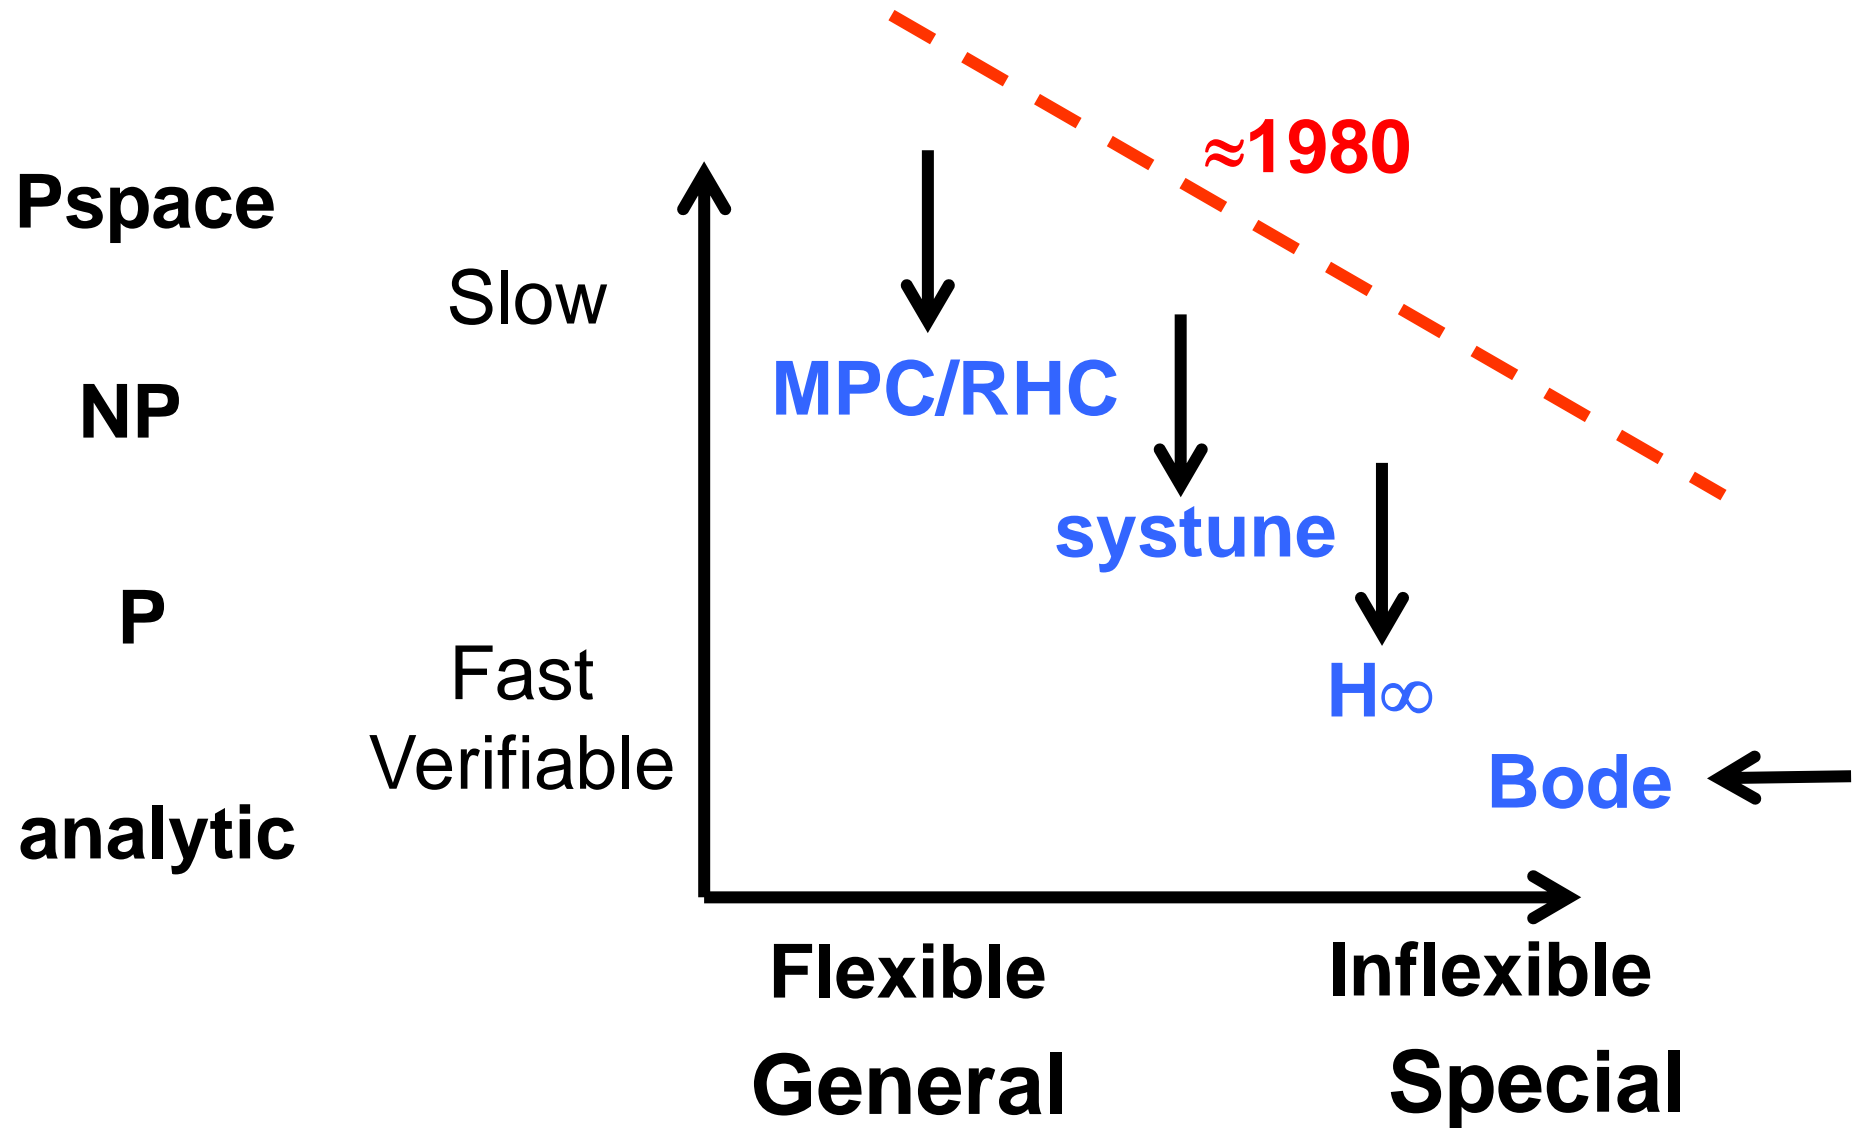 ≈1980
Pspace
Slow
MPC/RHC
NP
systune
P
Fast
Verifiable
H∞
Bode
analytic
Flexible
Inflexible
General
Special